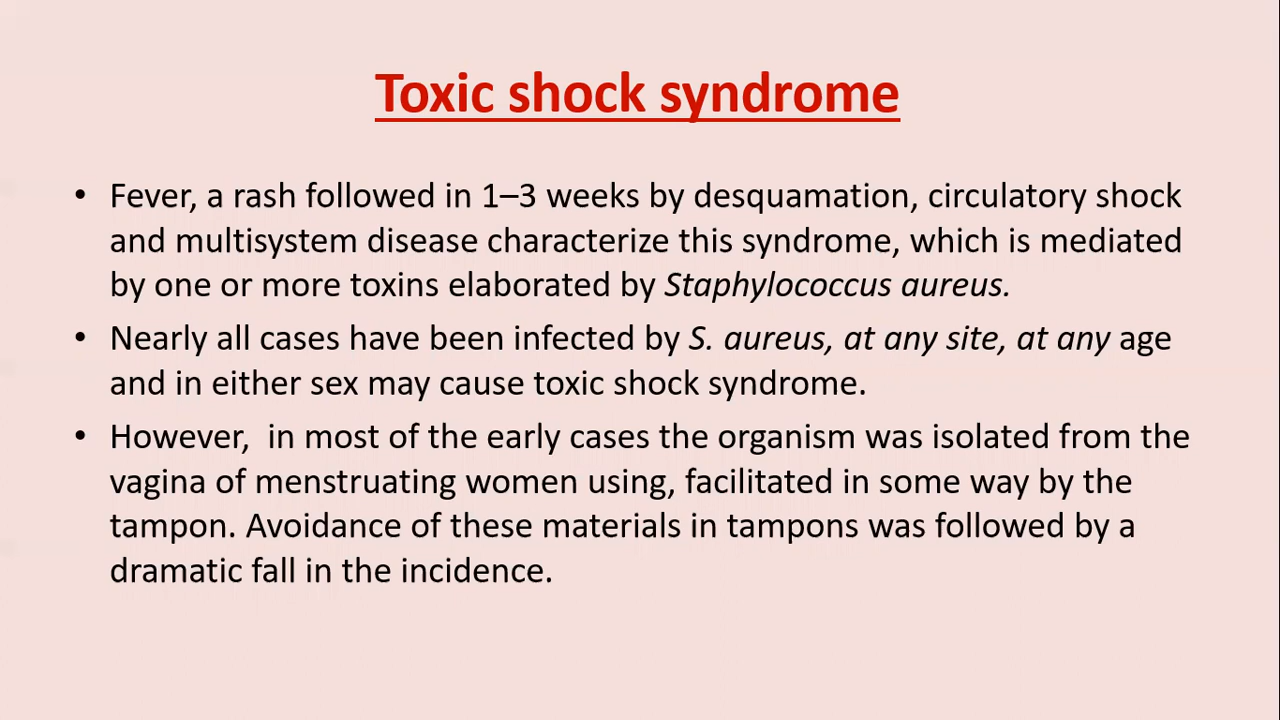 Toxic shock syndrome
• Fever, a rash followed in 1–3 weeks by desquamation, circulatory shock
and multisystem disease characterize this syndrome, which is mediated
by one or more toxins elaborated by Staphylococcus aureus.
• Nearly all cases have been infected by S. aureus, at any site, at any age
and in either sex may cause toxic shock syndrome.
• However,  in most of the early cases the organism was isolated from the
vagina of menstruating women using, facilitated in some way by the
tampon. Avoidance of these materials in tampons was followed by a
dramatic fall in the incidence.